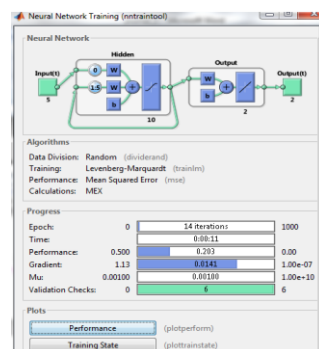 Neural Network Training (nntraintool)
Neural Network
Hidden
Output
Input(t)
Output(t)
0
W
1:5
W
b
W
b
5
10
2
2
Algorithms
Data Division: Random (dividerand)
Training: Levenberg-Marquardt (trainlm)
Performance: Mean Squared Error (mse)
Calculations: MEX
Progress
Epoch: 0 14 iterations 1000
Time: 0:00:11
Performance: 0.500 0.203 0.00
Gradient: 1.13 0.0141 1.00e-07
Mu: 0.00100 0.00100 1.00e+10
Validation Checks: 0 6 6
Plots
Performance (plotperform)
Training State (plottrainstate)